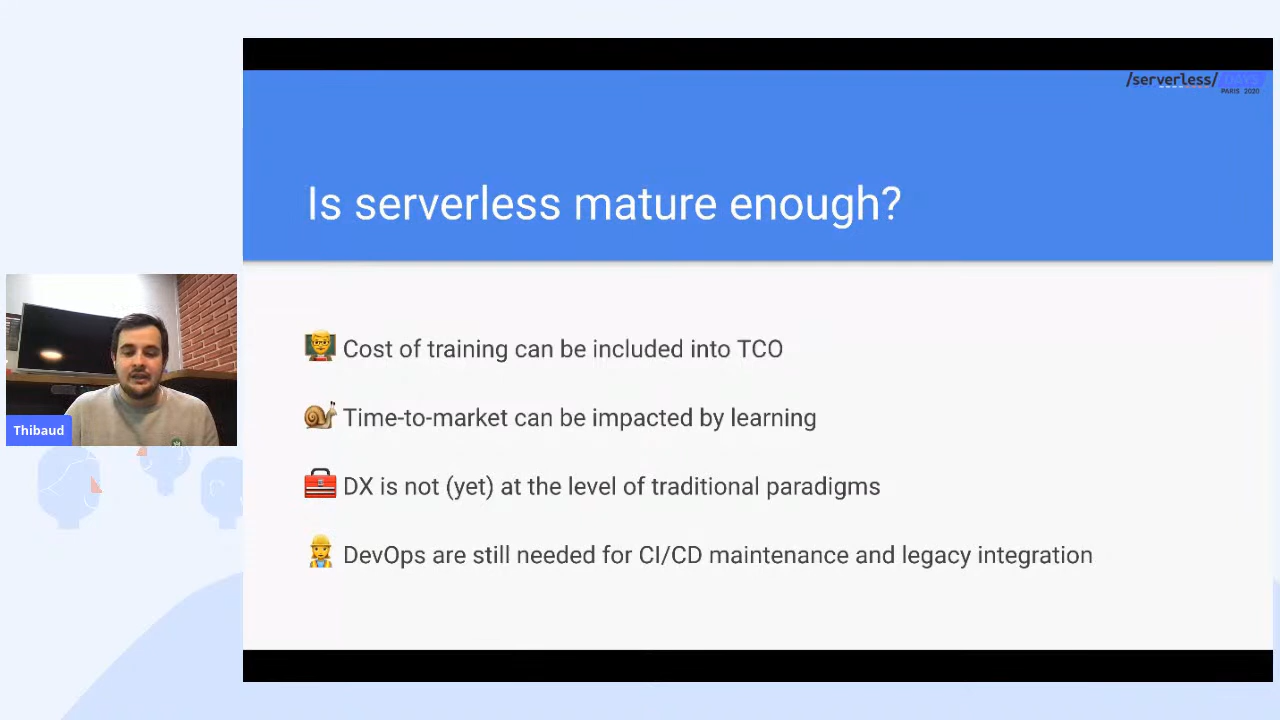 /serverless/DAYS
PARIS 2020
Is serverless mature enough?
Cost of training can be included into TCO
Time-to-market can be impacted by learning
DX is not (yet) at the level of traditional paradigms
DevOps are still needed for CI/CD maintenance and legacy integration
Thibaud